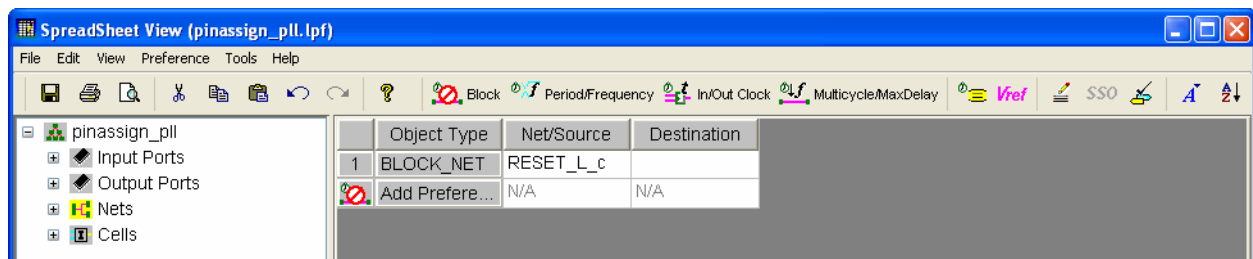 SpreadSheet View (pinassign_pll.lpf)
File Edit View Preference Tools Help
Block Period/Frequency In/Out Clock Multicycle/MaxDelay Vref SSO A
pinassign_pll
Input Ports
Output Ports
Nets
Cells
Object Type Net/Source Destination
1 BLOCK_NET RESET_L_c
Add Prefere... N/A N/A